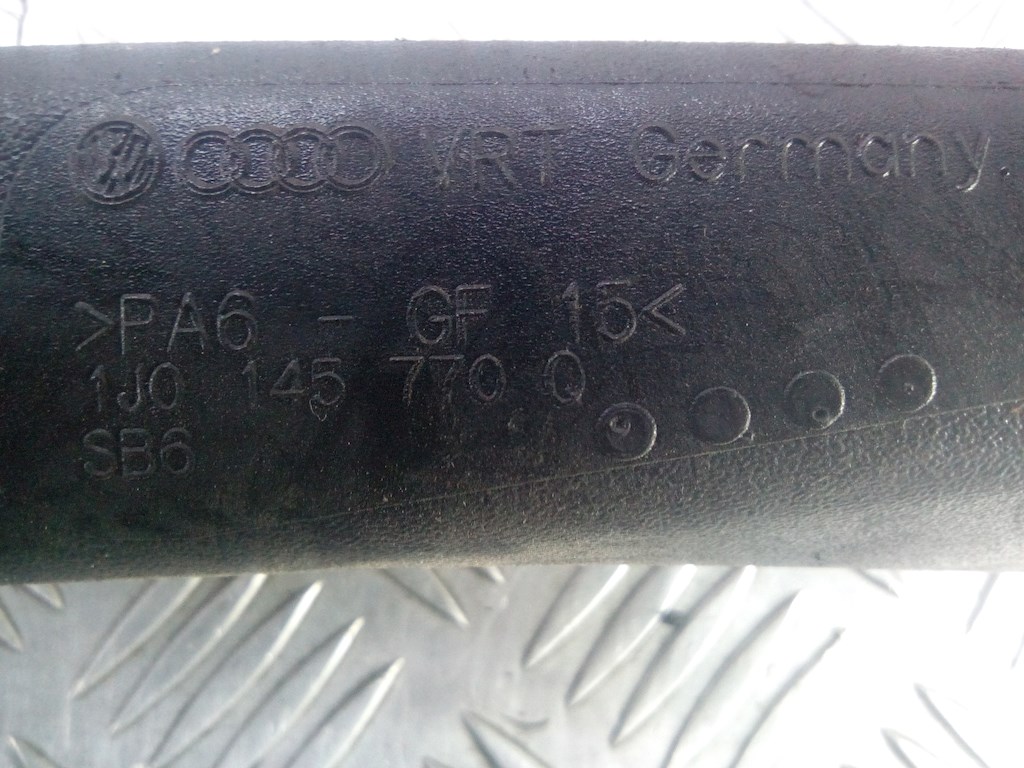 VRT Germany.
>PA6 - GF 15<
1J0 145 770 Q
SB6